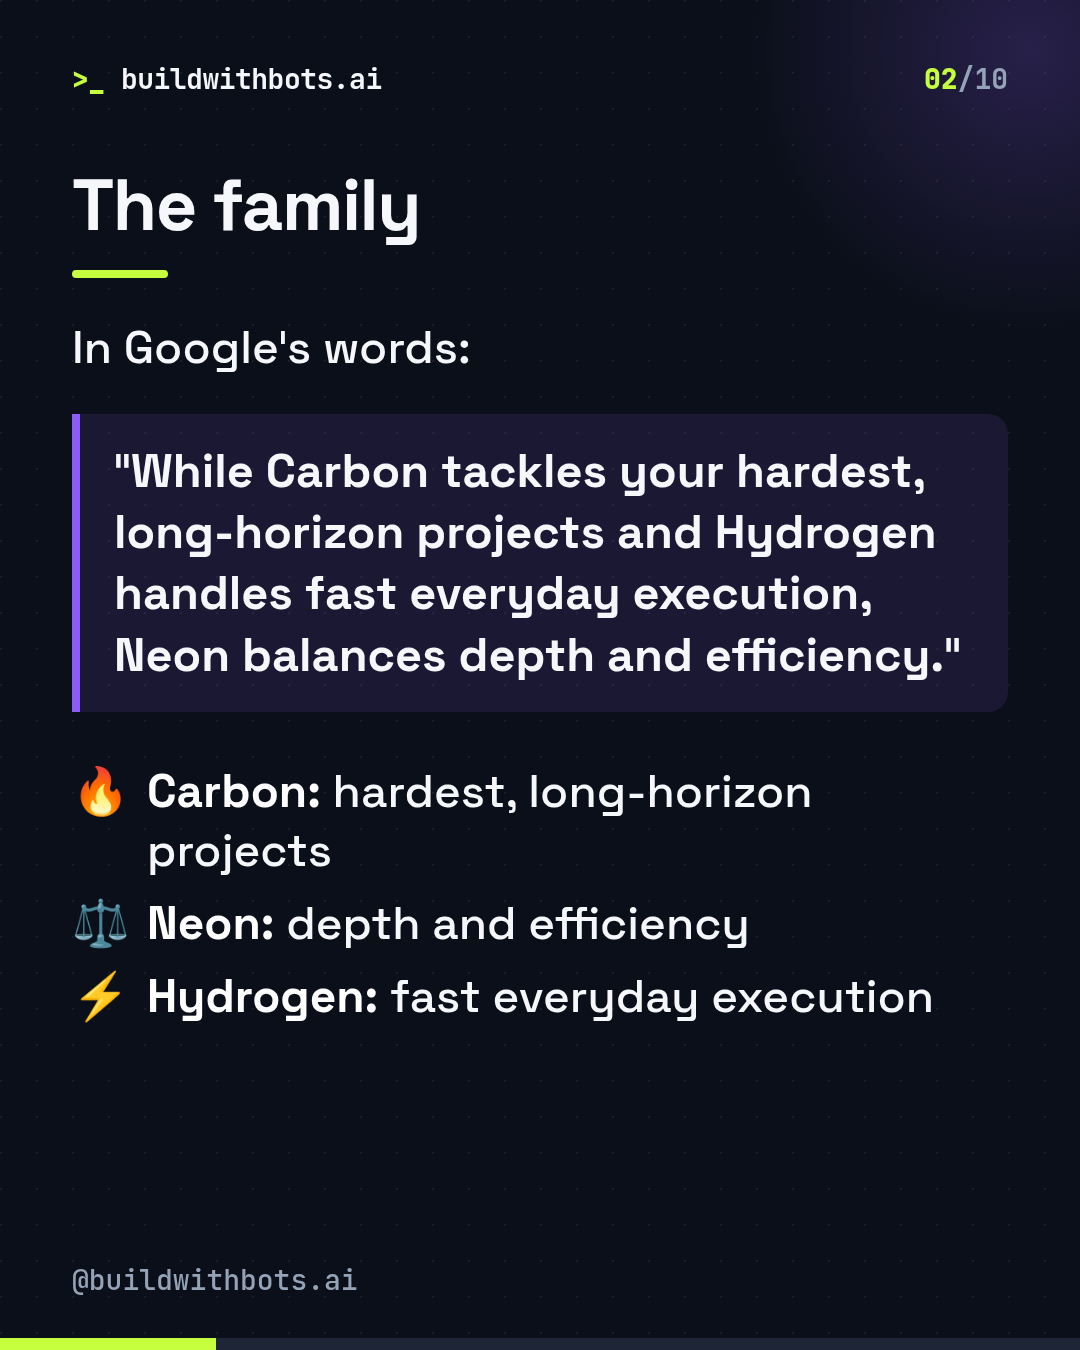 >_ buildwithbots.ai
02/10
The family
In Google's words:
"While Carbon tackles your hardest,
long-horizon projects and Hydrogen
handles fast everyday execution,
Neon balances depth and efficiency."
🔥 Carbon: hardest, long-horizon
projects
⚖️ Neon: depth and efficiency
⚡ Hydrogen: fast everyday execution
@buildwithbots.ai